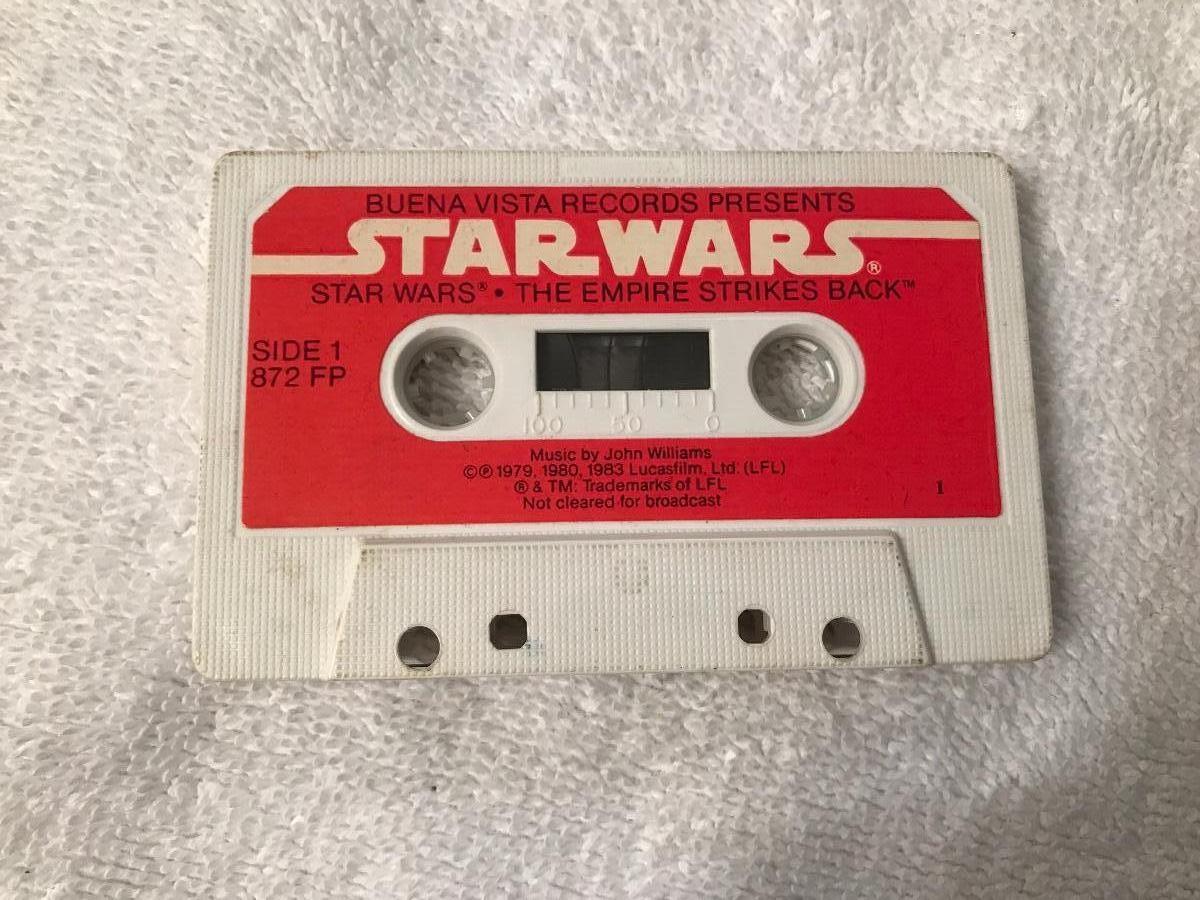 BUENA VISTA RECORDS PRESENTS
STAR WARS®
STAR WARS® • THE EMPIRE STRIKES BACK™
SIDE 1
872 FP
100 50 0
Music by John Williams
©℗ 1979, 1980, 1983 Lucasfilm, Ltd. (LFL)
® & TM: Trademarks of LFL
Not cleared for broadcast
1